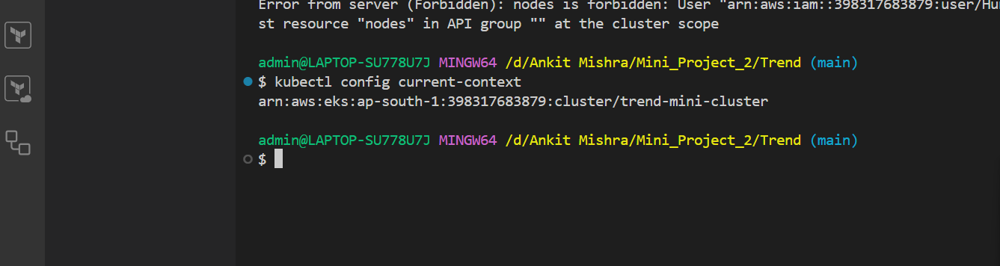 Error from server (Forbidden): nodes is forbidden: User "arn:aws:iam::398317683879:user/Hu
st resource "nodes" in API group "" at the cluster scope
admin@LAPTOP-SU778U7J MINGW64 /d/Ankit Mishra/Mini_Project_2/Trend (main)
$ kubectl config current-context
arn:aws:eks:ap-south-1:398317683879:cluster/trend-mini-cluster
admin@LAPTOP-SU778U7J MINGW64 /d/Ankit Mishra/Mini_Project_2/Trend (main)
$